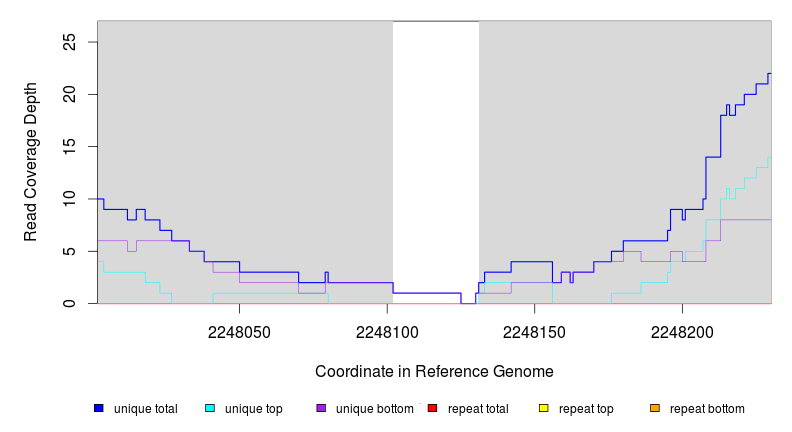 Read Coverage Depth
25
20
15
10
5
0
2248050 2248100 2248150 2248200
Coordinate in Reference Genome
unique total unique top unique bottom repeat total repeat top repeat bottom